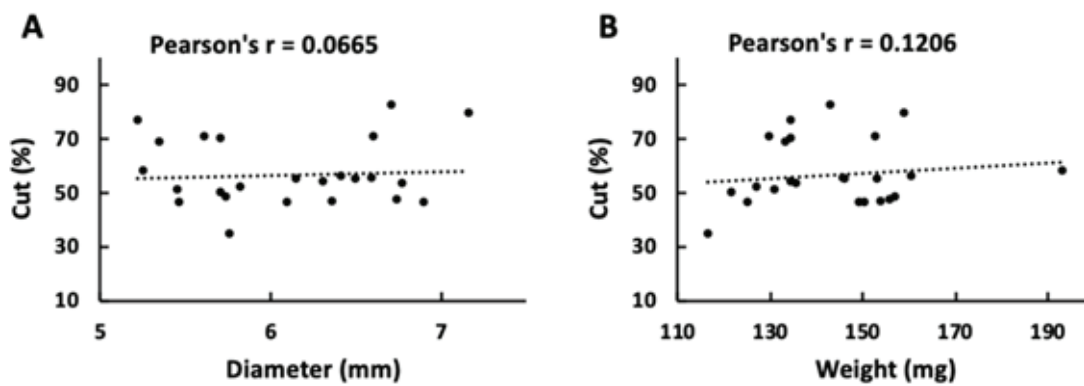 A
Pearson's r = 0.0665
90
70
50
30
10
Cut (%)
5
6
7
Diameter (mm)
B
Pearson's r = 0.1206
90
70
50
30
10
Cut (%)
110
130
150
170
190
Weight (mg)